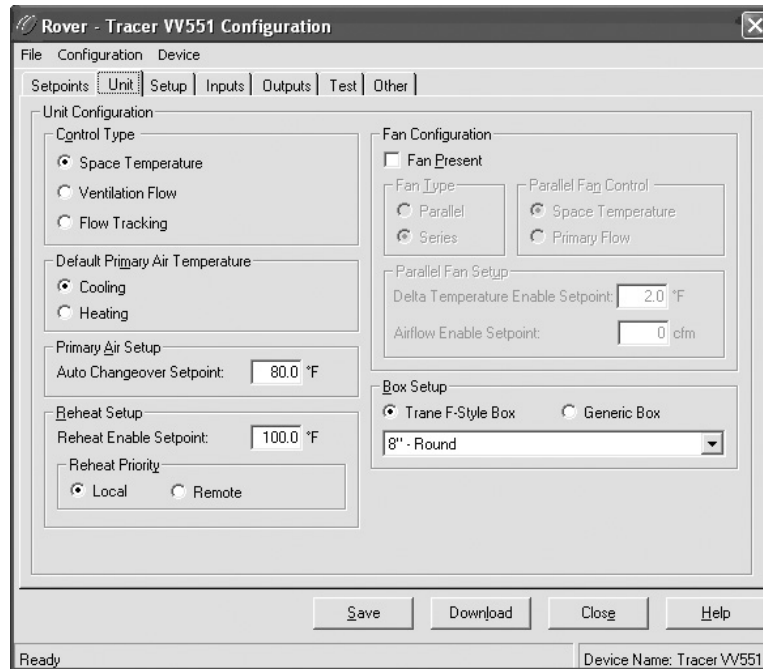 Rover - Tracer VV551 Configuration
File Configuration Device
Setpoints Unit Setup Inputs Outputs Test Other
Unit Configuration
Control Type
Space Temperature
Ventilation Flow
Flow Tracking
Default Primary Air Temperature
Cooling
Heating
Primary Air Setup
Auto Changeover Setpoint: 80.0 °F
Reheat Setup
Reheat Enable Setpoint: 100.0 °F
Reheat Priority
Local Remote
Fan Configuration
Fan Present
Fan Type
Parallel
Series
Parallel Fan Control
Space Temperature
Primary Flow
Parallel Fan Setup
Delta Temperature Enable Setpoint: 2.0 °F
Airflow Enable Setpoint: 0 cfm
Box Setup
Trane F-Style Box Generic Box
8" - Round
Save Download Close Help
Ready Device Name: Tracer VV551